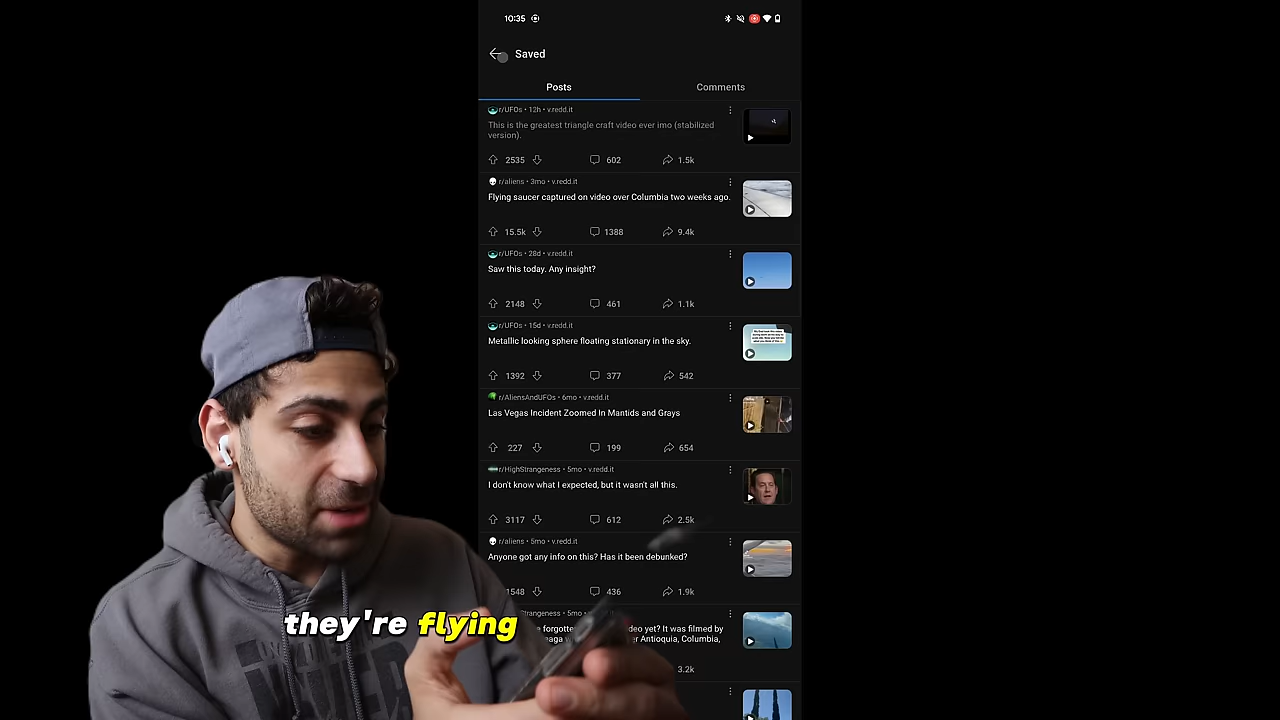 10:35
Saved
Posts
Comments
r/UFOs • 12h • v.redd.it
This is the greatest triangle craft video ever imo (stabilized
version).
2535
602
1.5k
r/aliens • 3mo • v.redd.it
Flying saucer captured on video over Columbia two weeks ago.
15.5k
1388
9.4k
r/UFOs • 28d • v.redd.it
Saw this today. Any insight?
2148
461
1.1k
r/UFOs • 15d • v.redd.it
Metallic looking sphere floating stationary in the sky.
1392
377
542
r/AliensAndUFOs • 6mo • v.redd.it
Las Vegas Incident Zoomed In Mantids and Grays
227
199
654
r/HighStrangeness • 5mo • v.redd.it
I don't know what I expected, but it wasn't all this.
3117
612
2.5k
r/aliens • 5mo • v.redd.it
Anyone got any info on this? Has it been debunked?
1548
436
1.9k
Strangeness • 5mo
forgotten
deo yet? It was filmed by
er Antioquia, Columbia,
3.2k
they're flying